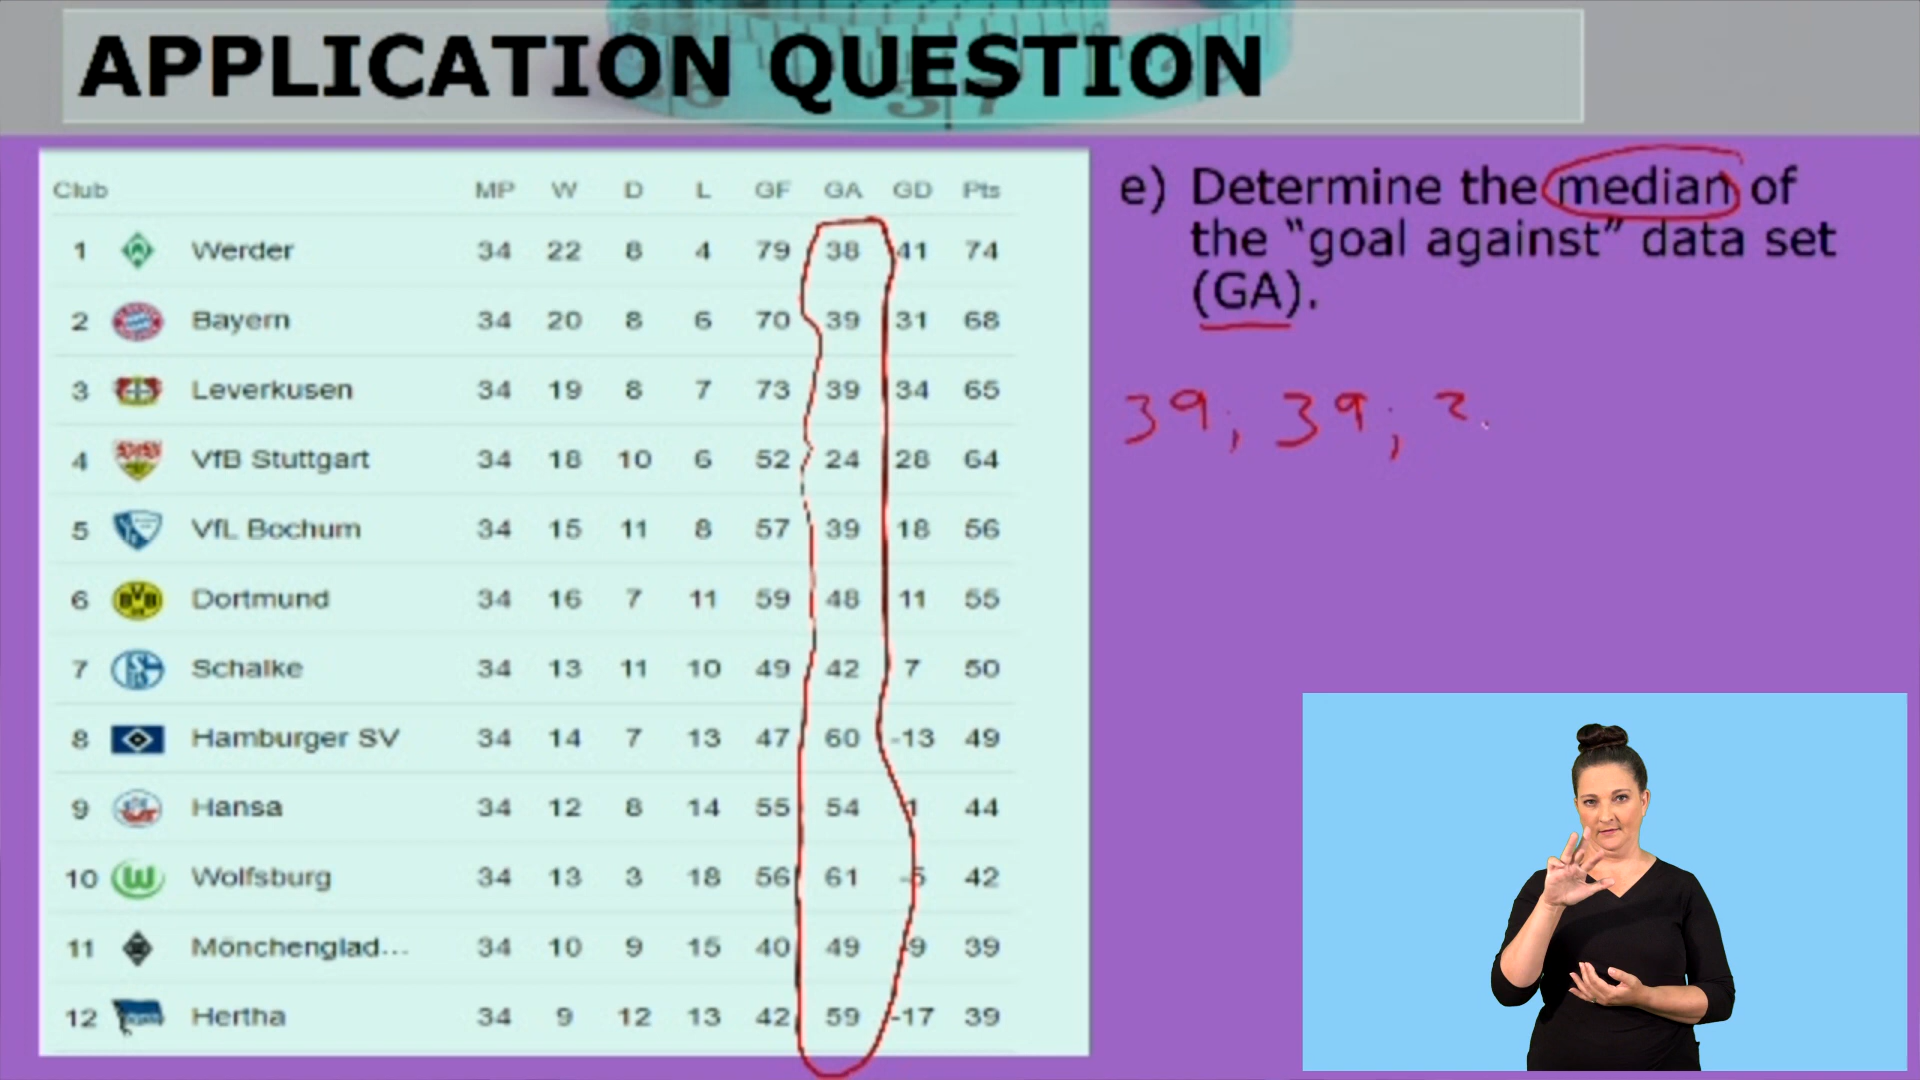 APPLICATION QUESTION
Club MP W D L GF GA GD Pts
1 Werder 34 22 8 4 79 38 41 74
2 Bayern 34 20 8 6 70 39 31 68
3 Leverkusen 34 19 8 7 73 39 34 65
4 VfB Stuttgart 34 18 10 6 52 24 28 64
5 VfL Bochum 34 15 11 8 57 39 18 56
6 Dortmund 34 16 7 11 59 48 11 55
7 Schalke 34 13 11 10 49 42 7 50
8 Hamburger SV 34 14 7 13 47 60 -13 49
9 Hansa 34 12 8 14 55 54 1 44
10 Wolfsburg 34 13 3 18 56 61 -5 42
11 Mönchenglad... 34 10 9 15 40 49 -9 39
12 Hertha 34 9 12 13 42 59 -17 39
e) Determine the median of
the “goal against” data set
(GA).
39; 39;